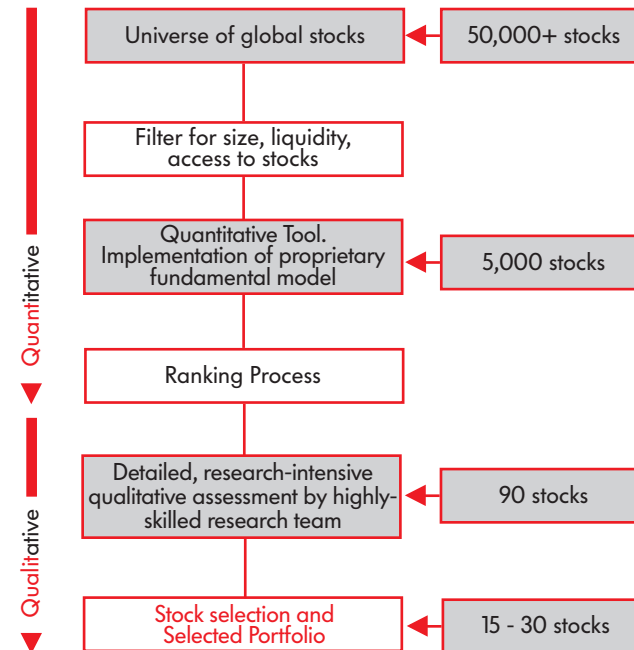 Universe of global stocks
50,000+ stocks
Filter for size, liquidity,
access to stocks
Quantitative Tool.
Implementation of proprietary
fundamental model
5,000 stocks
Quantitative
Ranking Process
Detailed, research-intensive
qualitative assessment by highly-
skilled research team
90 stocks
Qualitative
Stock selection and
Selected Portfolio
15 - 30 stocks